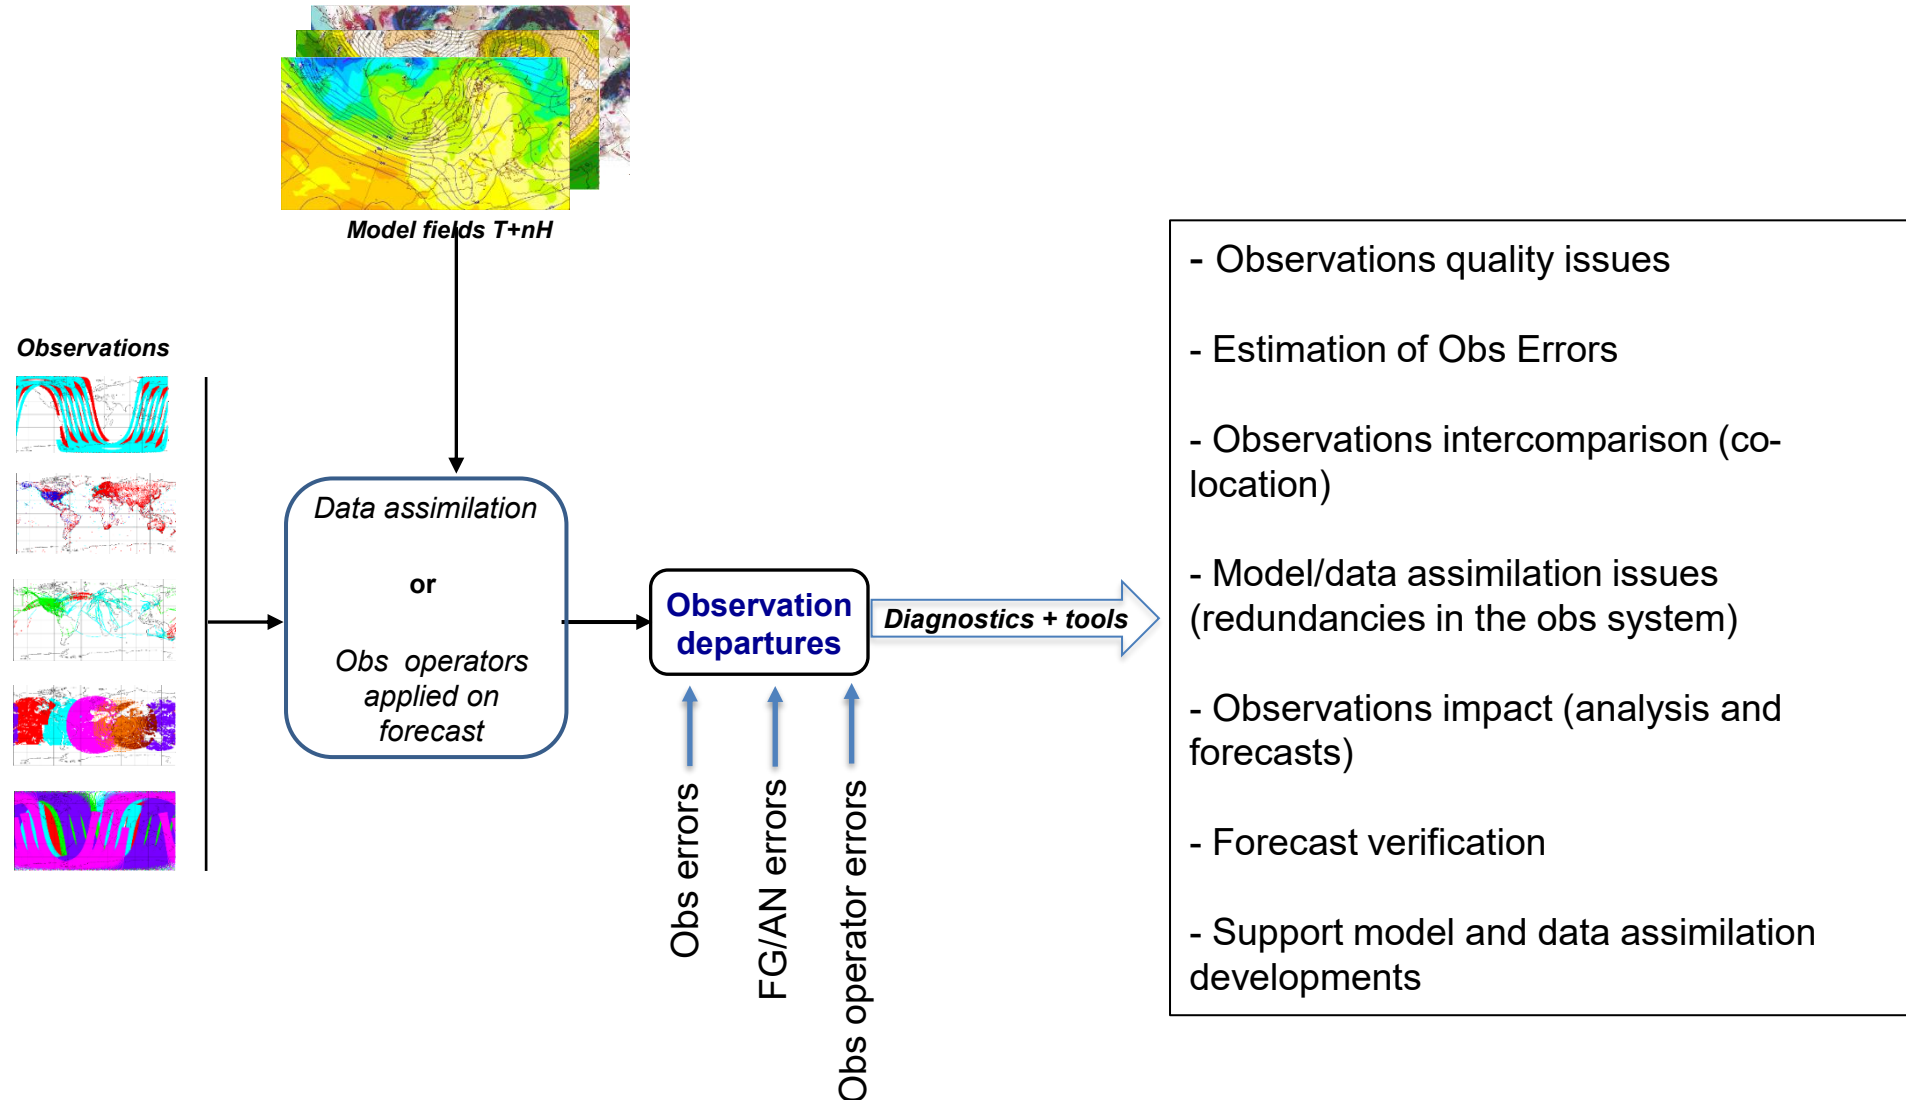 Model fields T+nH
Observations
Data assimilation
or
Obs operators
applied on
forecast
Observation
departures
Diagnostics + tools
Obs errors
FG/AN errors
Obs operator errors
- Observations quality issues
- Estimation of Obs Errors
- Observations intercomparison (co-
location)
- Model/data assimilation issues
(redundancies in the obs system)
- Observations impact (analysis and
forecasts)
- Forecast verification
- Support model and data assimilation
developments